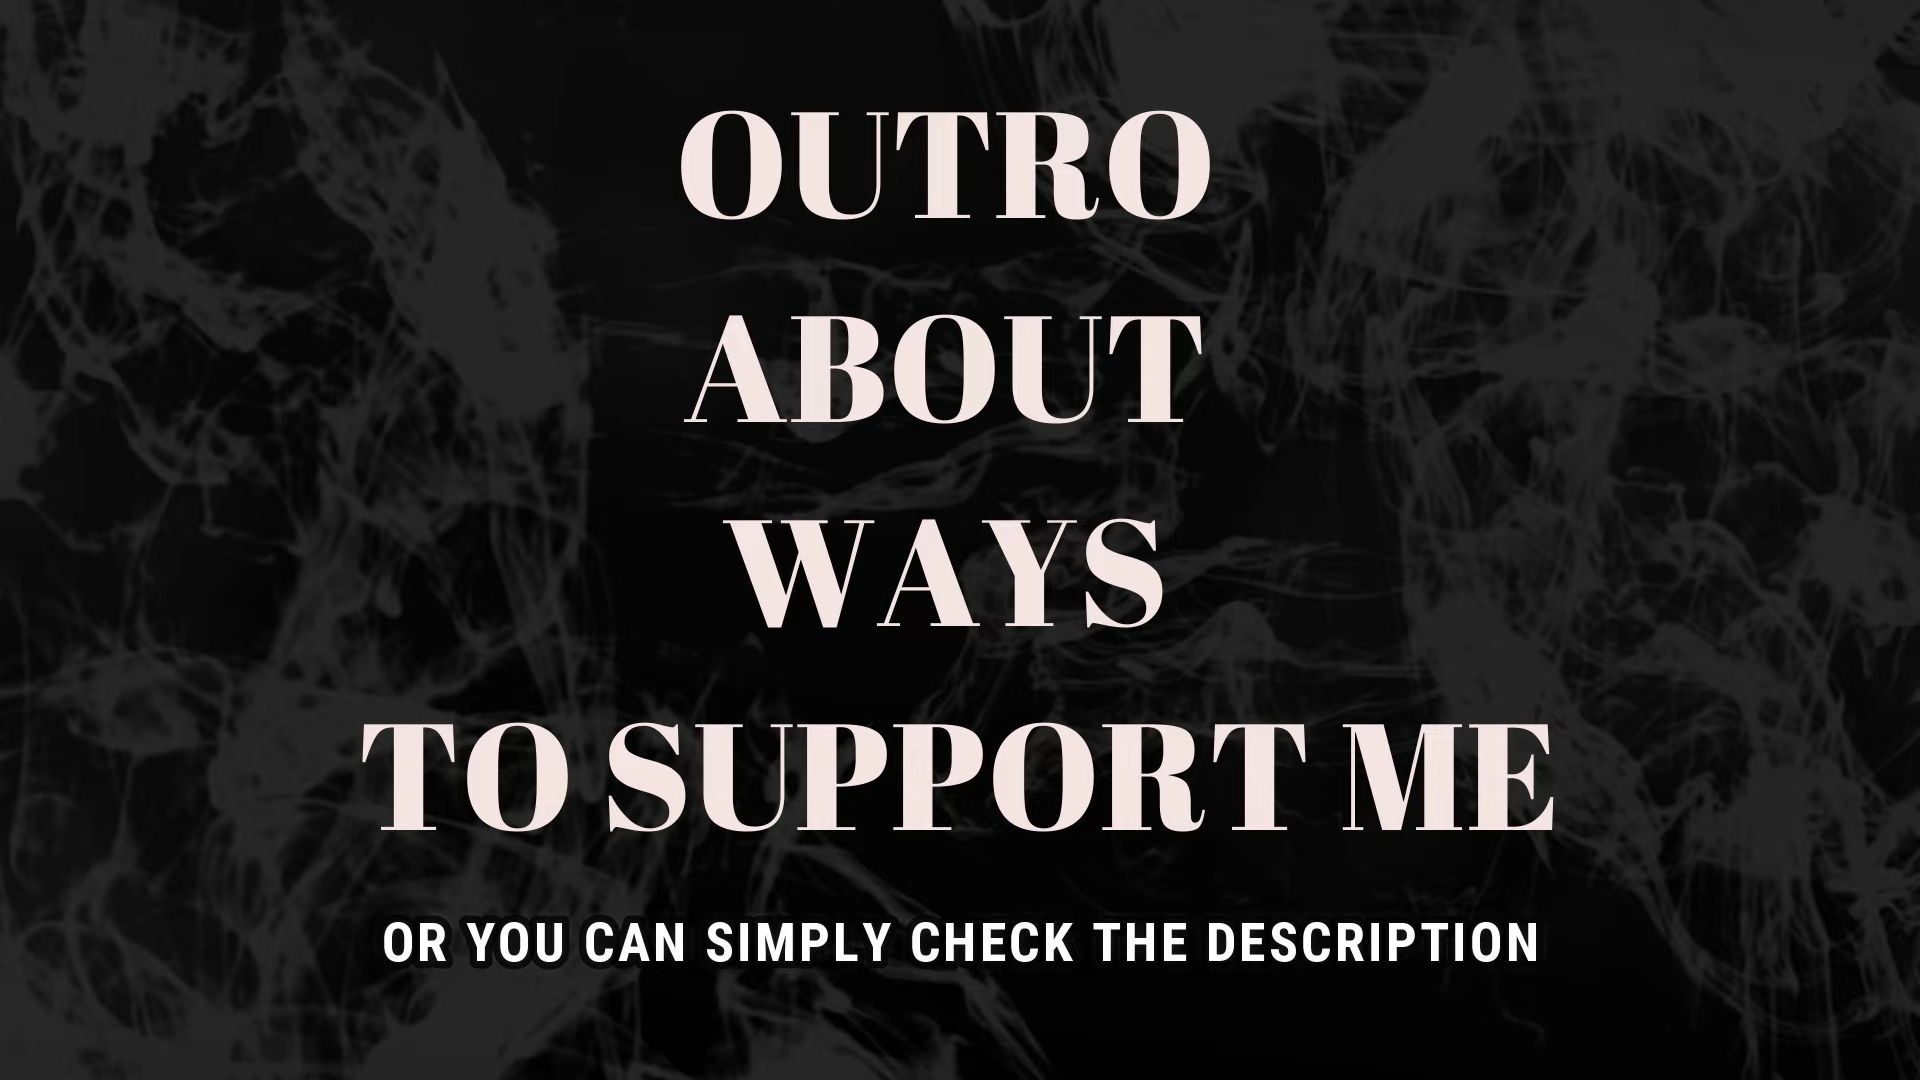 OUTRO
ABOUT
WAYS
TO SUPPORT ME
OR YOU CAN SIMPLY CHECK THE DESCRIPTION